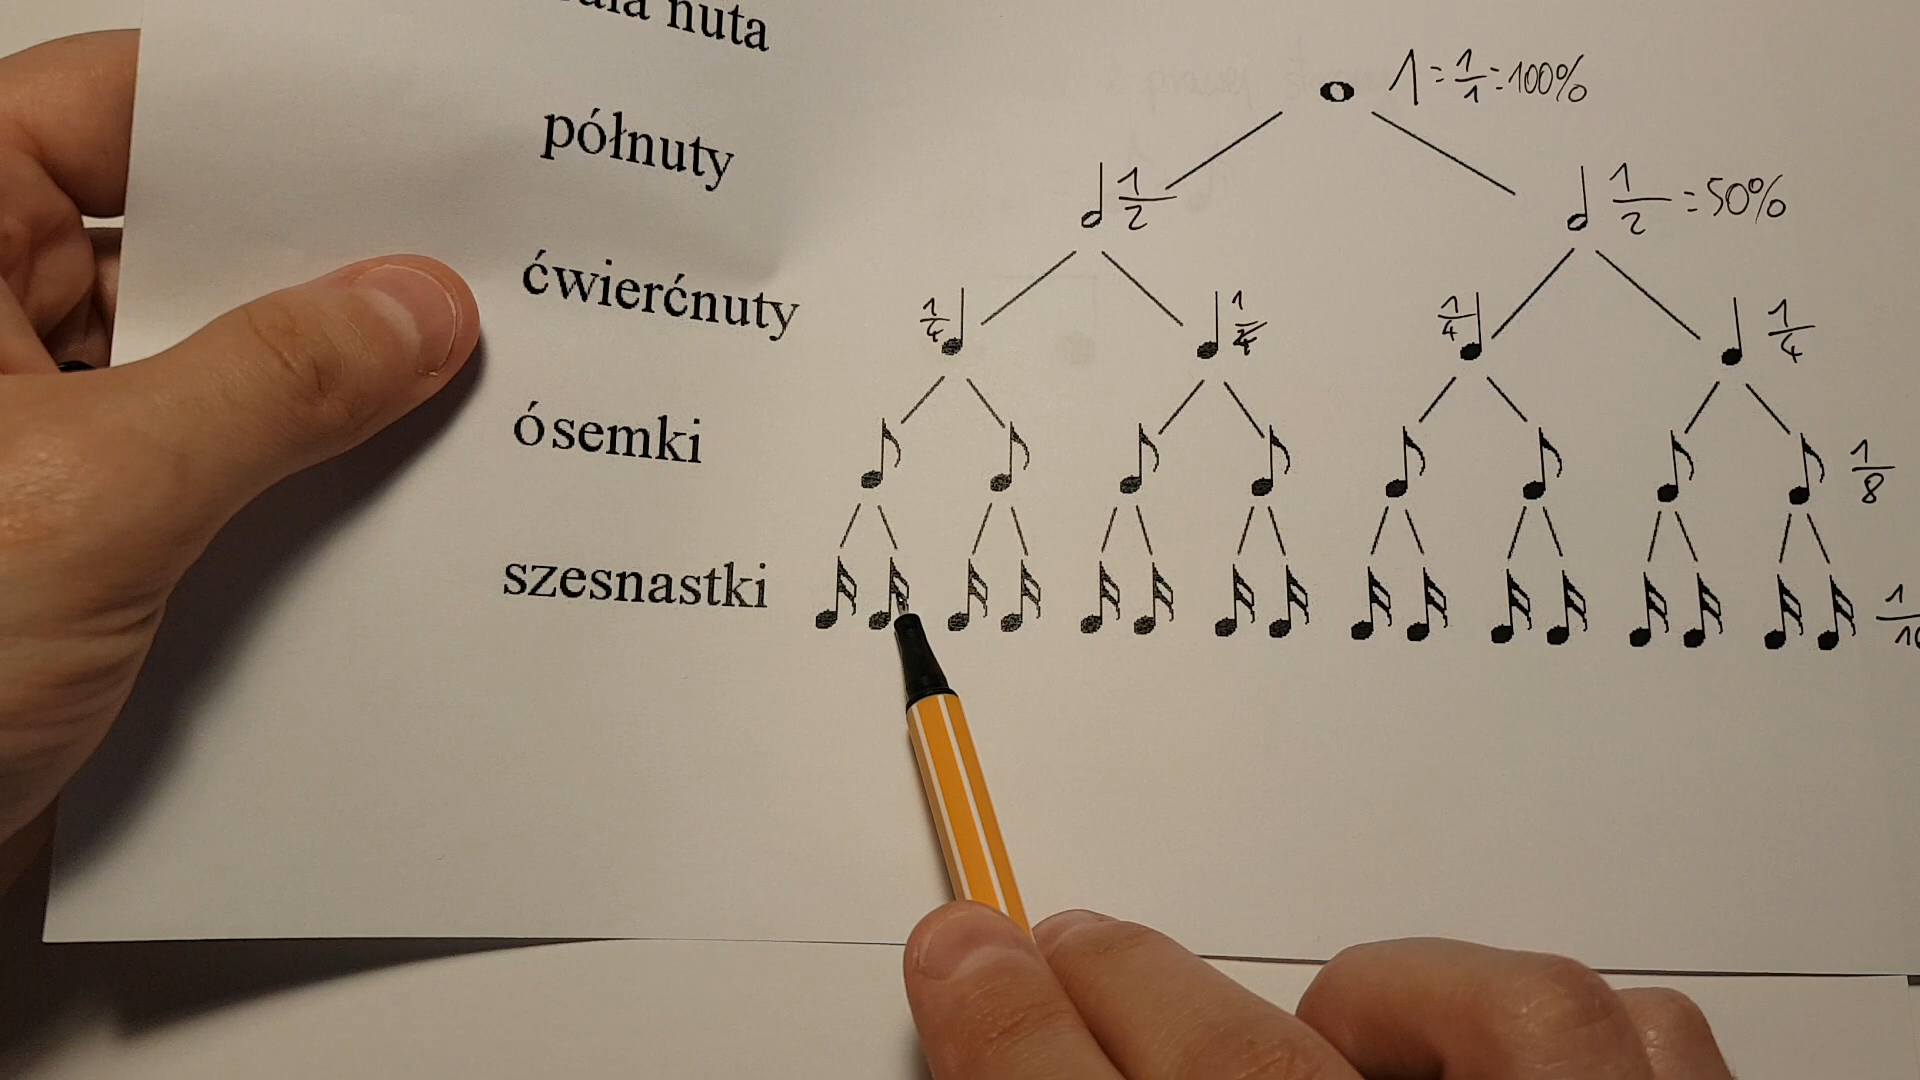 nuta
1 = 1/1 = 100%
półnuty
1/2
1/2 = 50%
ćwierćnuty
1/4
1/4
1/4
1/4
ósemki
1/8
szesnastki